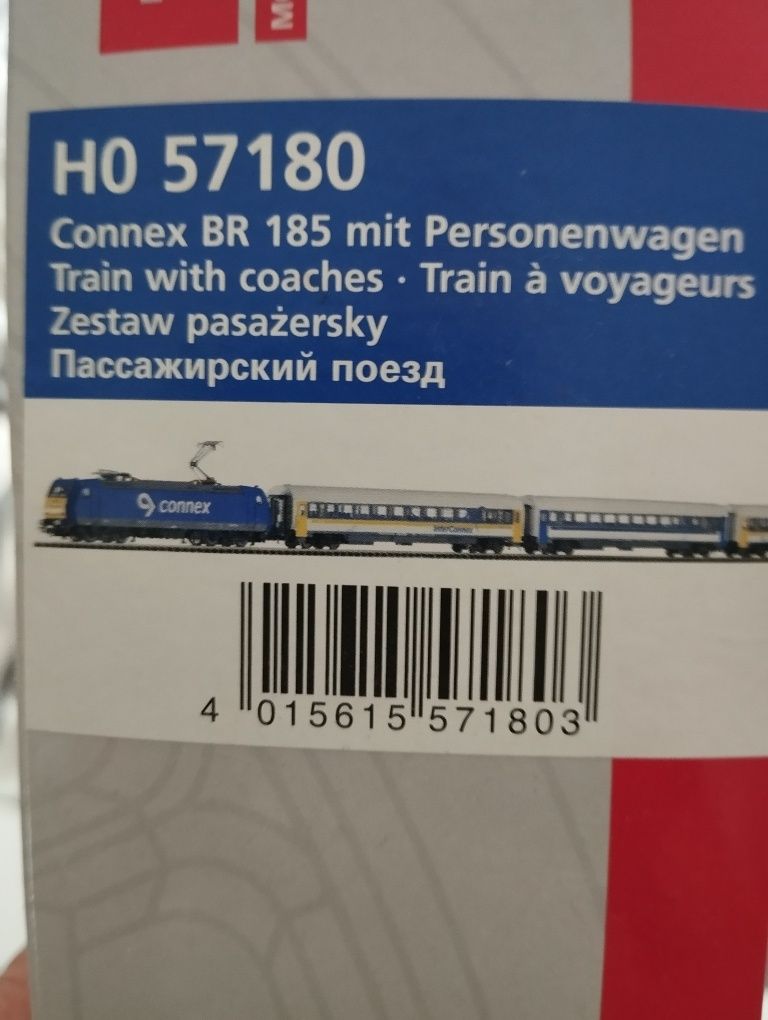 H0 57180
Connex BR 185 mit Personenwagen
Train with coaches · Train à voyageurs
Zestaw pasażersky
Пассажирский поезд
connex
InterConnex
4 015615 571803